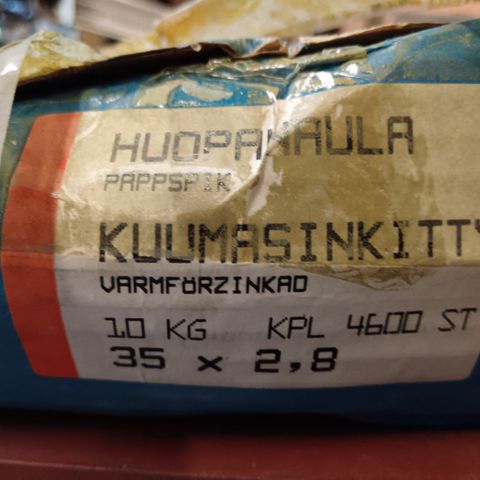 HUOPANAULA
PAPPSPIK
KUUMASINKITTY
VARMFÖRZINKAD
10 KG KPL 4600 ST
35 x 2,8